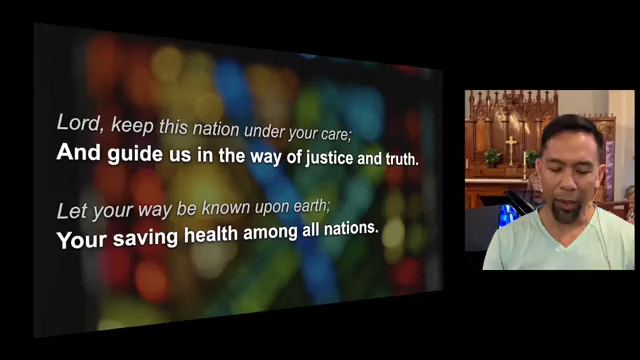 Lord, keep this nation under your care;
And guide us in the way of justice and truth.
Let your way be known upon earth;
Your saving health among all nations.